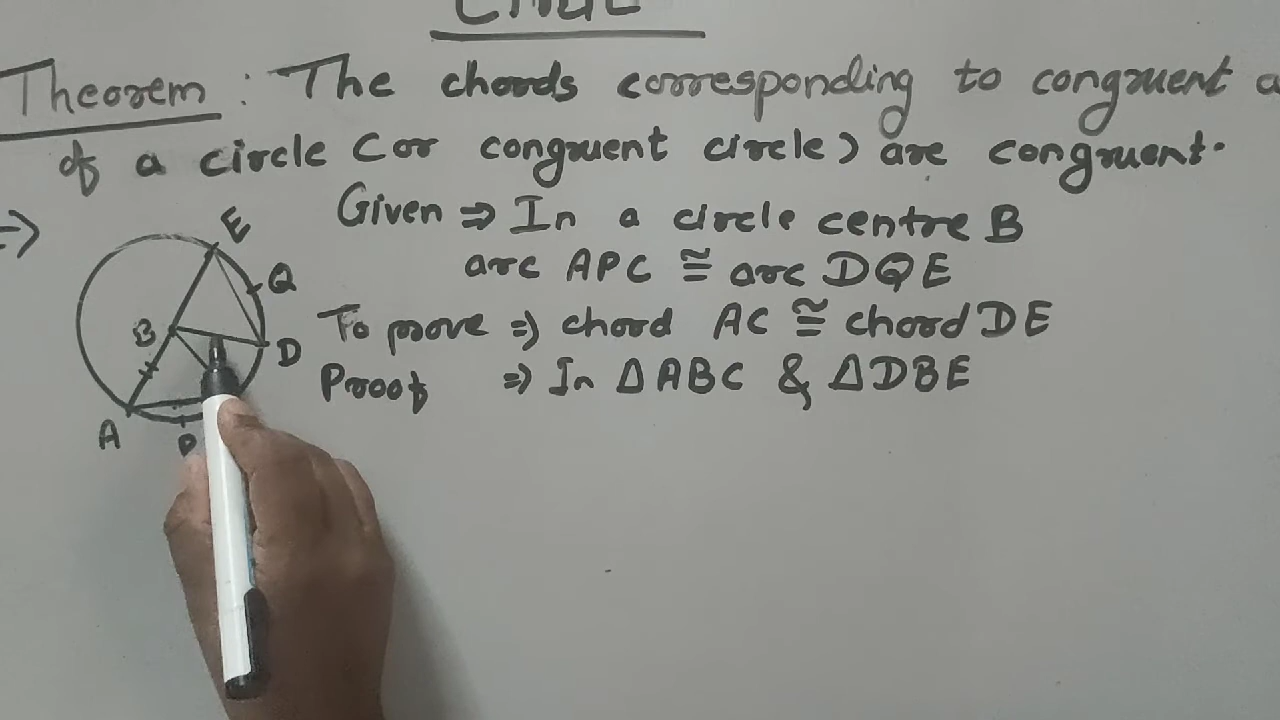 Theorem : The chords corresponding to congruent a
of a circle (or congruent circle) are congruent.
=>
E
Q
B
D
A
P
Given => In a circle centre B
arc APC ≅ arc DQE
To prove => chord AC ≅ chord DE
Proof => In ΔABC & ΔDBE